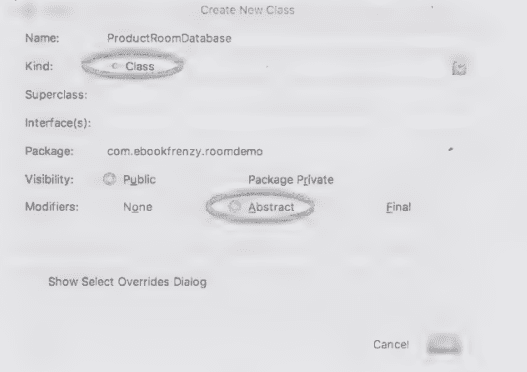 Create New Class
Name: ProductRoomDatabase
Kind: Class
Superclass:
Interface(s):
Package: com.ebookfrenzy.roomdemo
Visibility: Public Package Private
Modifiers: None Abstract Final
Show Select Overrides Dialog
Cancel